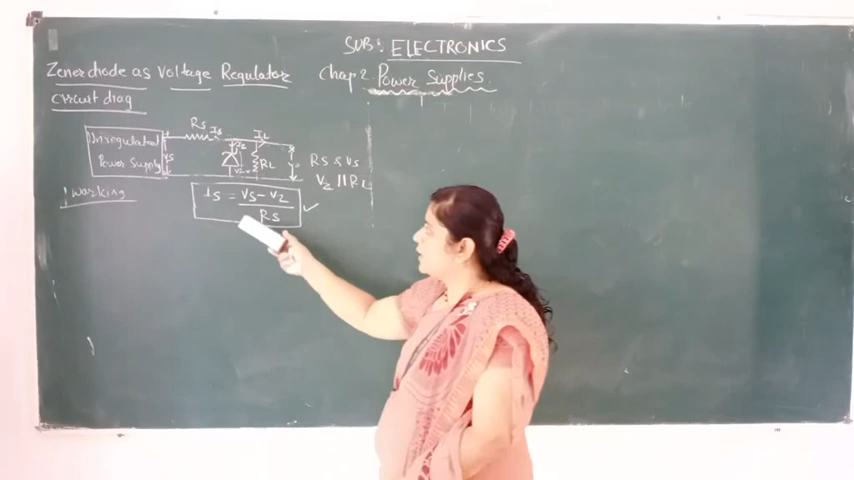 SUB: ELECTRONICS
Zener diode as Voltage Regulator
Chap 2 Power Supplies
circuit diag
Rs Is IL
Unregulated
Power Supply
Vs
RL
Rs & Vs
Vz || RL
Working
Is = Vs - Vz
Rs